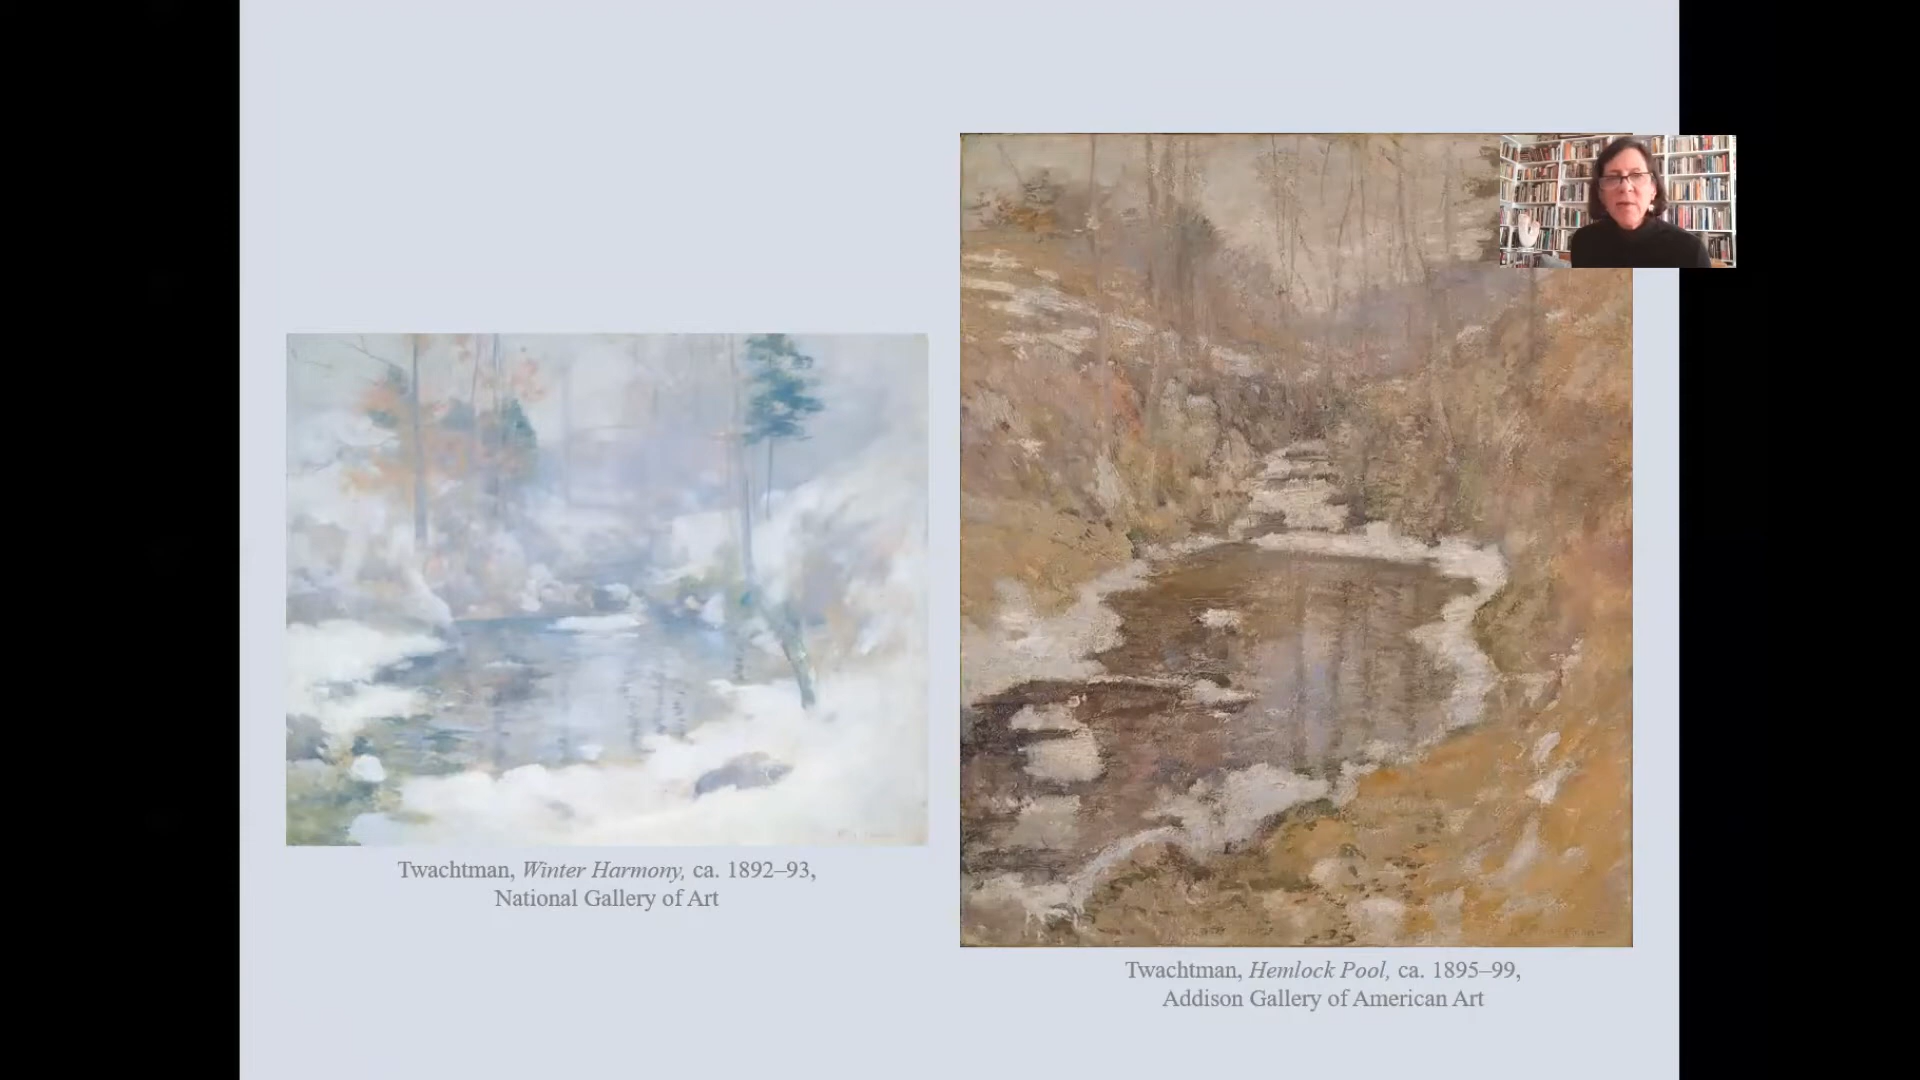 Twachtman, Winter Harmony, ca. 1892–93,
National Gallery of Art
Twachtman, Hemlock Pool, ca. 1895–99,
Addison Gallery of American Art